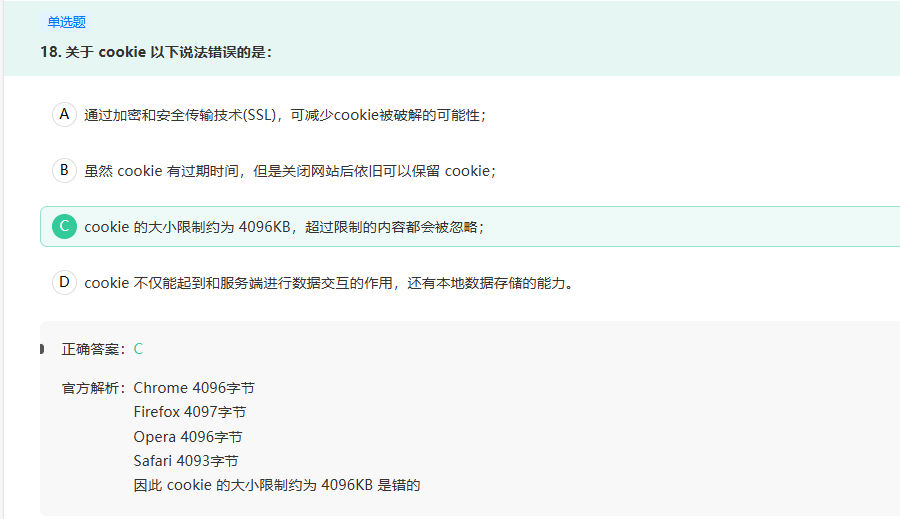 单选题
18. 关于 cookie 以下说法错误的是：
A 通过加密和安全传输技术(SSL)，可减少cookie被破解的可能性；
B 虽然 cookie 有过期时间，但是关闭网站后依旧可以保留 cookie；
C cookie 的大小限制约为 4096KB，超过限制的内容都会被忽略；
D cookie 不仅能起到和服务端进行数据交互的作用，还有本地数据存储的能力。
正确答案：C
官方解析：Chrome 4096字节
Firefox 4097字节
Opera 4096字节
Safari 4093字节
因此 cookie 的大小限制约为 4096KB 是错的